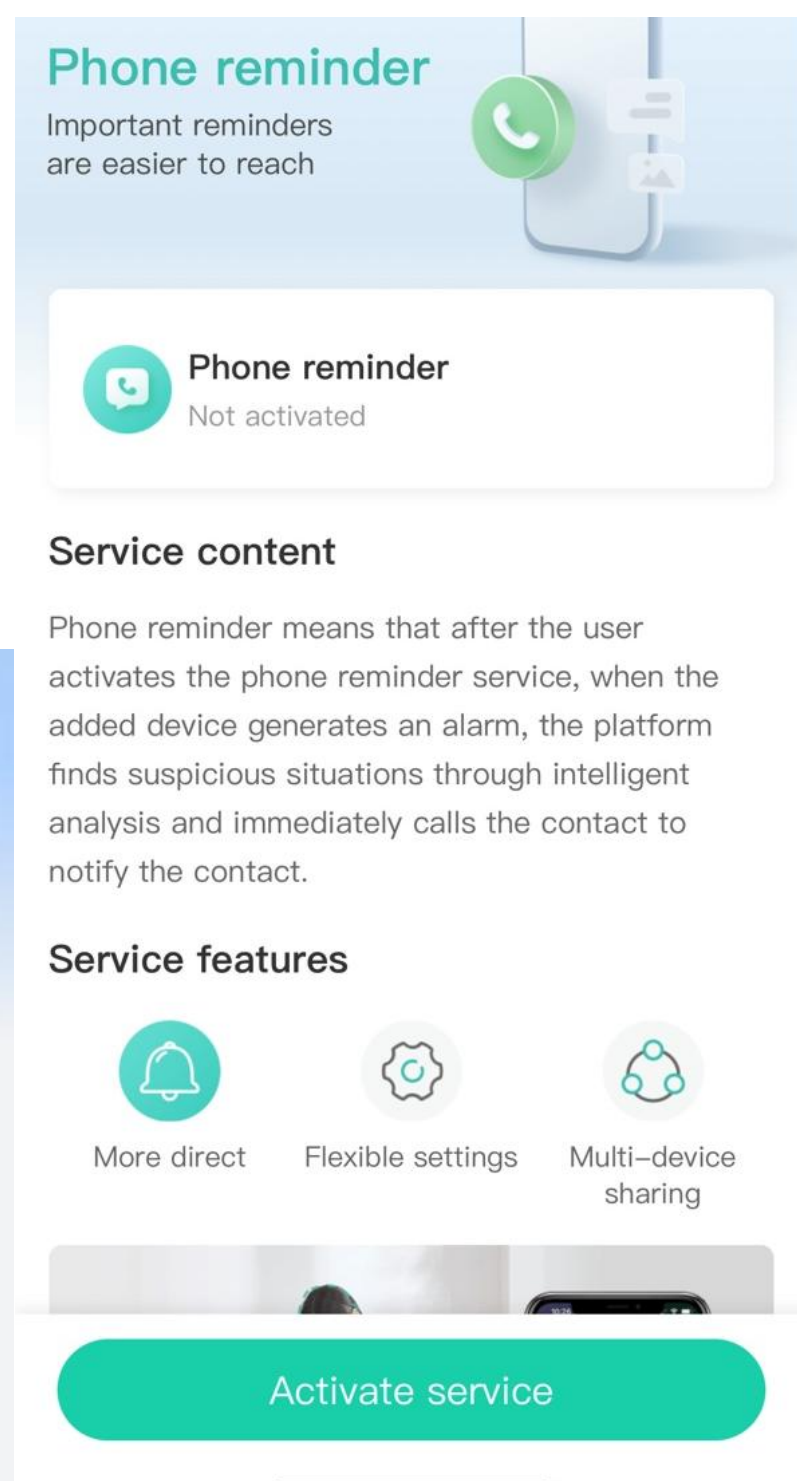 Phone reminder
Important reminders
are easier to reach
Phone reminder
Not activated
Service content
Phone reminder means that after the user
activates the phone reminder service, when the
added device generates an alarm, the platform
finds suspicious situations through intelligent
analysis and immediately calls the contact to
notify the contact.
Service features
More direct
Flexible settings
Multi–device
sharing
10:26
Activate service